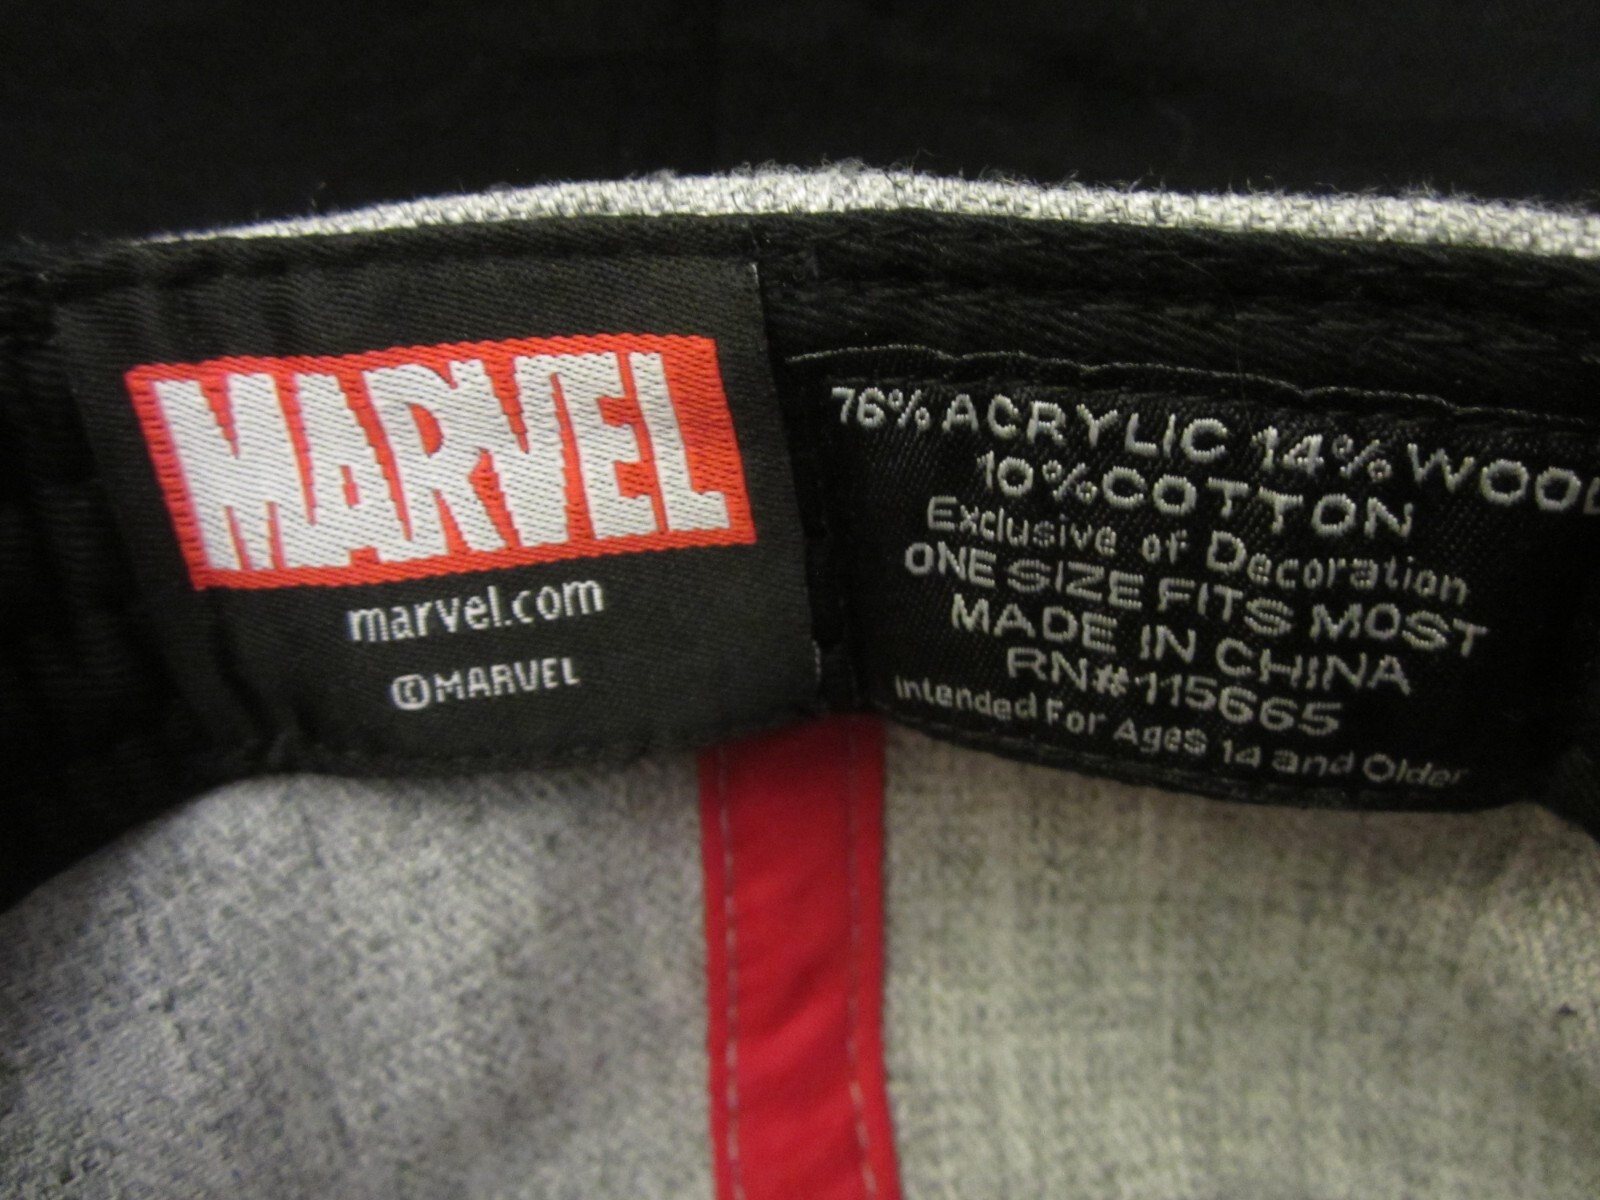 MARVEL
marvel.com
©MARVEL
76% ACRYLIC 14% WOOL
10% COTTON
Exclusive of Decoration
ONE SIZE FITS MOST
MADE IN CHINA
RN#115665
Intended For Ages 14 and Older